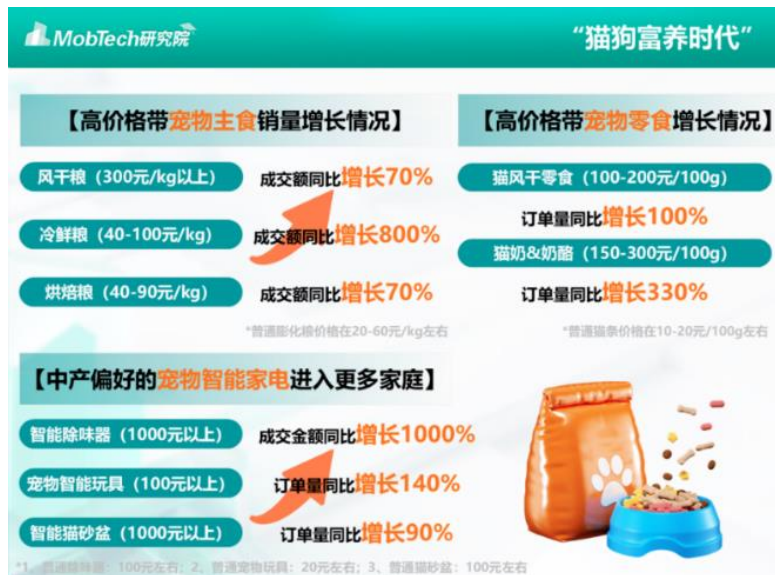 MobTech研究院
“猫狗富养时代”
【高价格带宠物主食销量增长情况】
风干粮（300元/kg以上）
成交额同比增长70%
冷鲜粮（40-100元/kg）
成交额同比增长800%
烘焙粮（40-90元/kg）
成交额同比增长70%
*普通膨化粮价格在20-60元/kg左右
【高价格带宠物零食增长情况】
猫风干零食（100-200元/100g）
订单量同比增长100%
猫奶&奶酪（150-300元/100g）
订单量同比增长330%
*普通猫条价格在10-20元/100g左右
【中产偏好的宠物智能家电进入更多家庭】
智能除味器（1000元以上）
成交金额同比增长1000%
宠物智能玩具（100元以上）
订单量同比增长140%
智能猫砂盆（1000元以上）
订单量同比增长90%
*1、普通除味器：100元左右；2、普通宠物玩具：20元左右；3、普通猫砂盆：100元左右